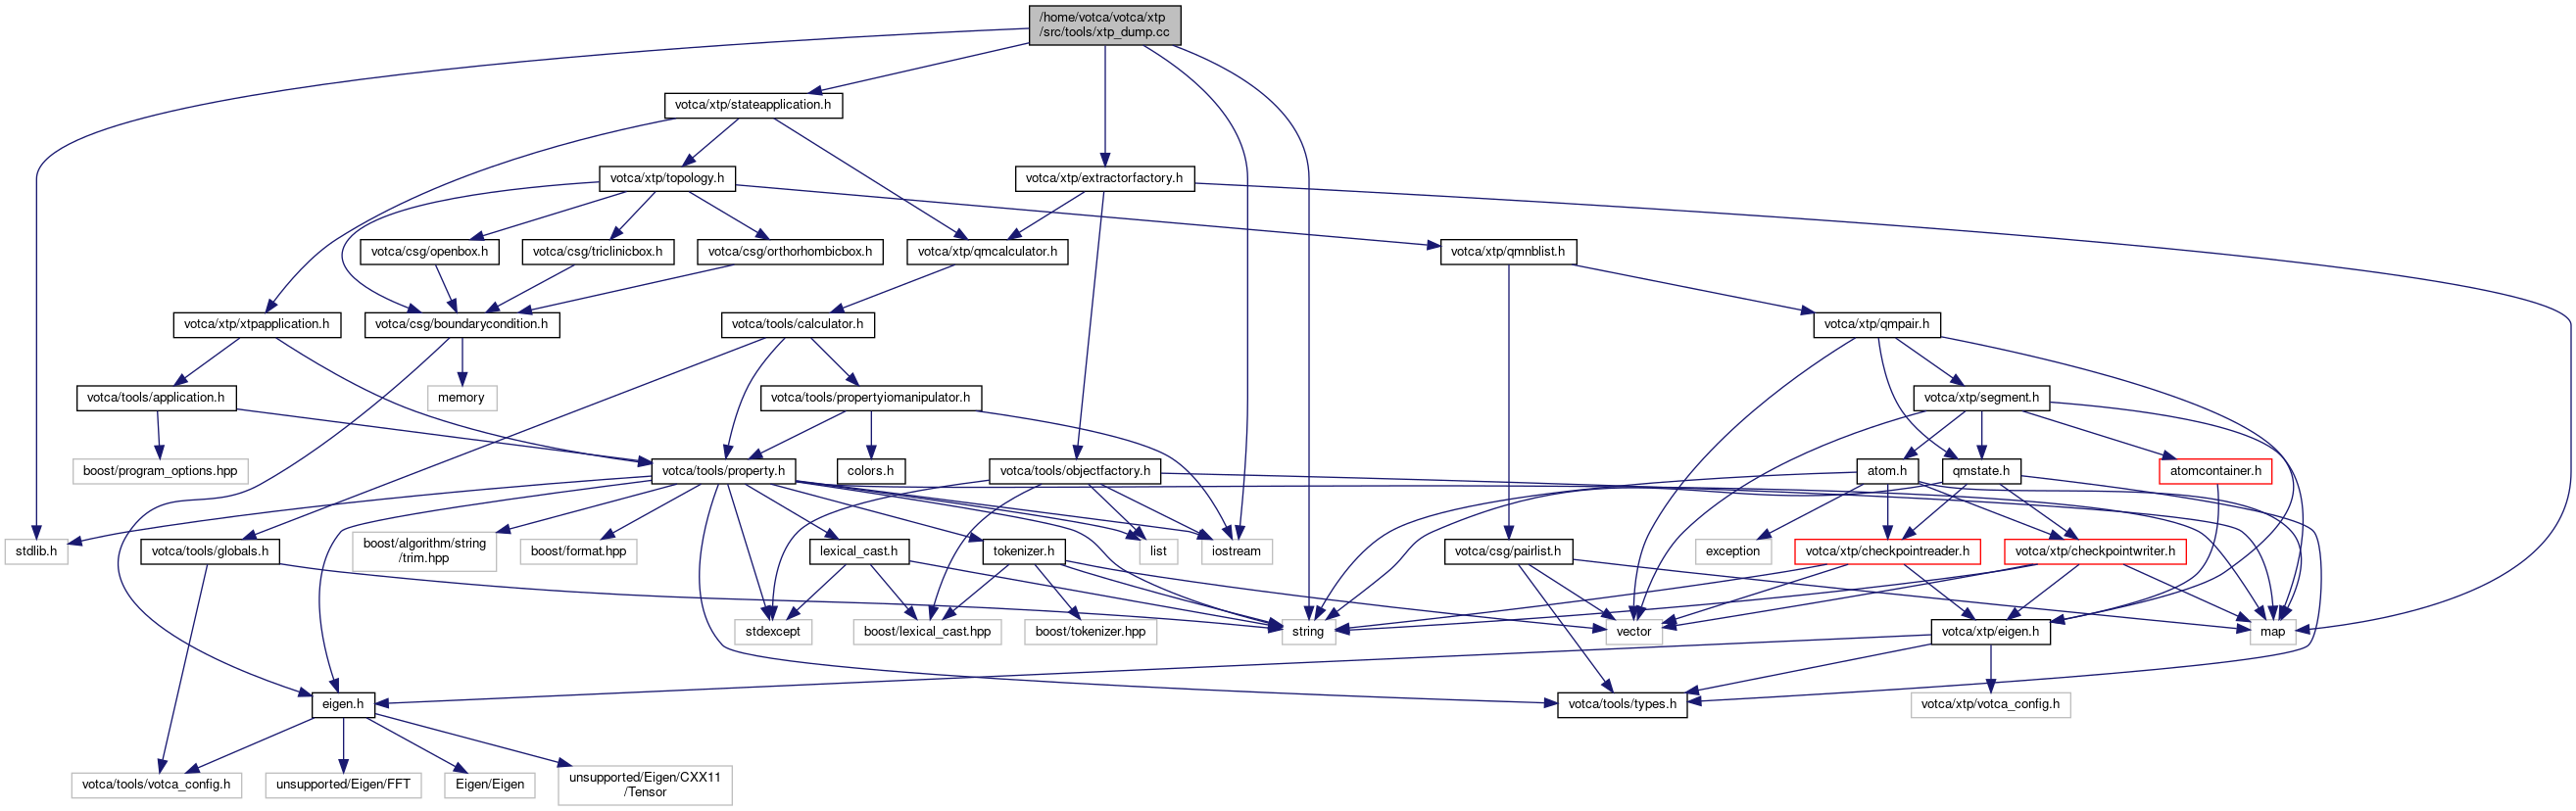 /home/votca/votca/xtp
/src/tools/xtp_dump.cc
votca/xtp/stateapplication.h
votca/xtp/topology.h
votca/xtp/extractorfactory.h
votca/csg/openbox.h
votca/csg/triclinicbox.h
votca/csg/orthorhombicbox.h
votca/xtp/qmcalculator.h
votca/xtp/qmnblist.h
votca/xtp/xtpapplication.h
votca/csg/boundarycondition.h
votca/tools/calculator.h
votca/xtp/qmpair.h
votca/tools/application.h
memory
votca/tools/propertyiomanipulator.h
votca/xtp/segment.h
boost/program_options.hpp
votca/tools/property.h
colors.h
votca/tools/objectfactory.h
atom.h
qmstate.h
atomcontainer.h
stdlib.h
votca/tools/globals.h
boost/algorithm/string
/trim.hpp
boost/format.hpp
lexical_cast.h
tokenizer.h
list
iostream
votca/csg/pairlist.h
exception
votca/xtp/checkpointreader.h
votca/xtp/checkpointwriter.h
stdexcept
boost/lexical_cast.hpp
boost/tokenizer.hpp
string
vector
votca/xtp/eigen.h
map
eigen.h
votca/tools/types.h
votca/xtp/votca_config.h
votca/tools/votca_config.h
unsupported/Eigen/FFT
Eigen/Eigen
unsupported/Eigen/CXX11
/Tensor